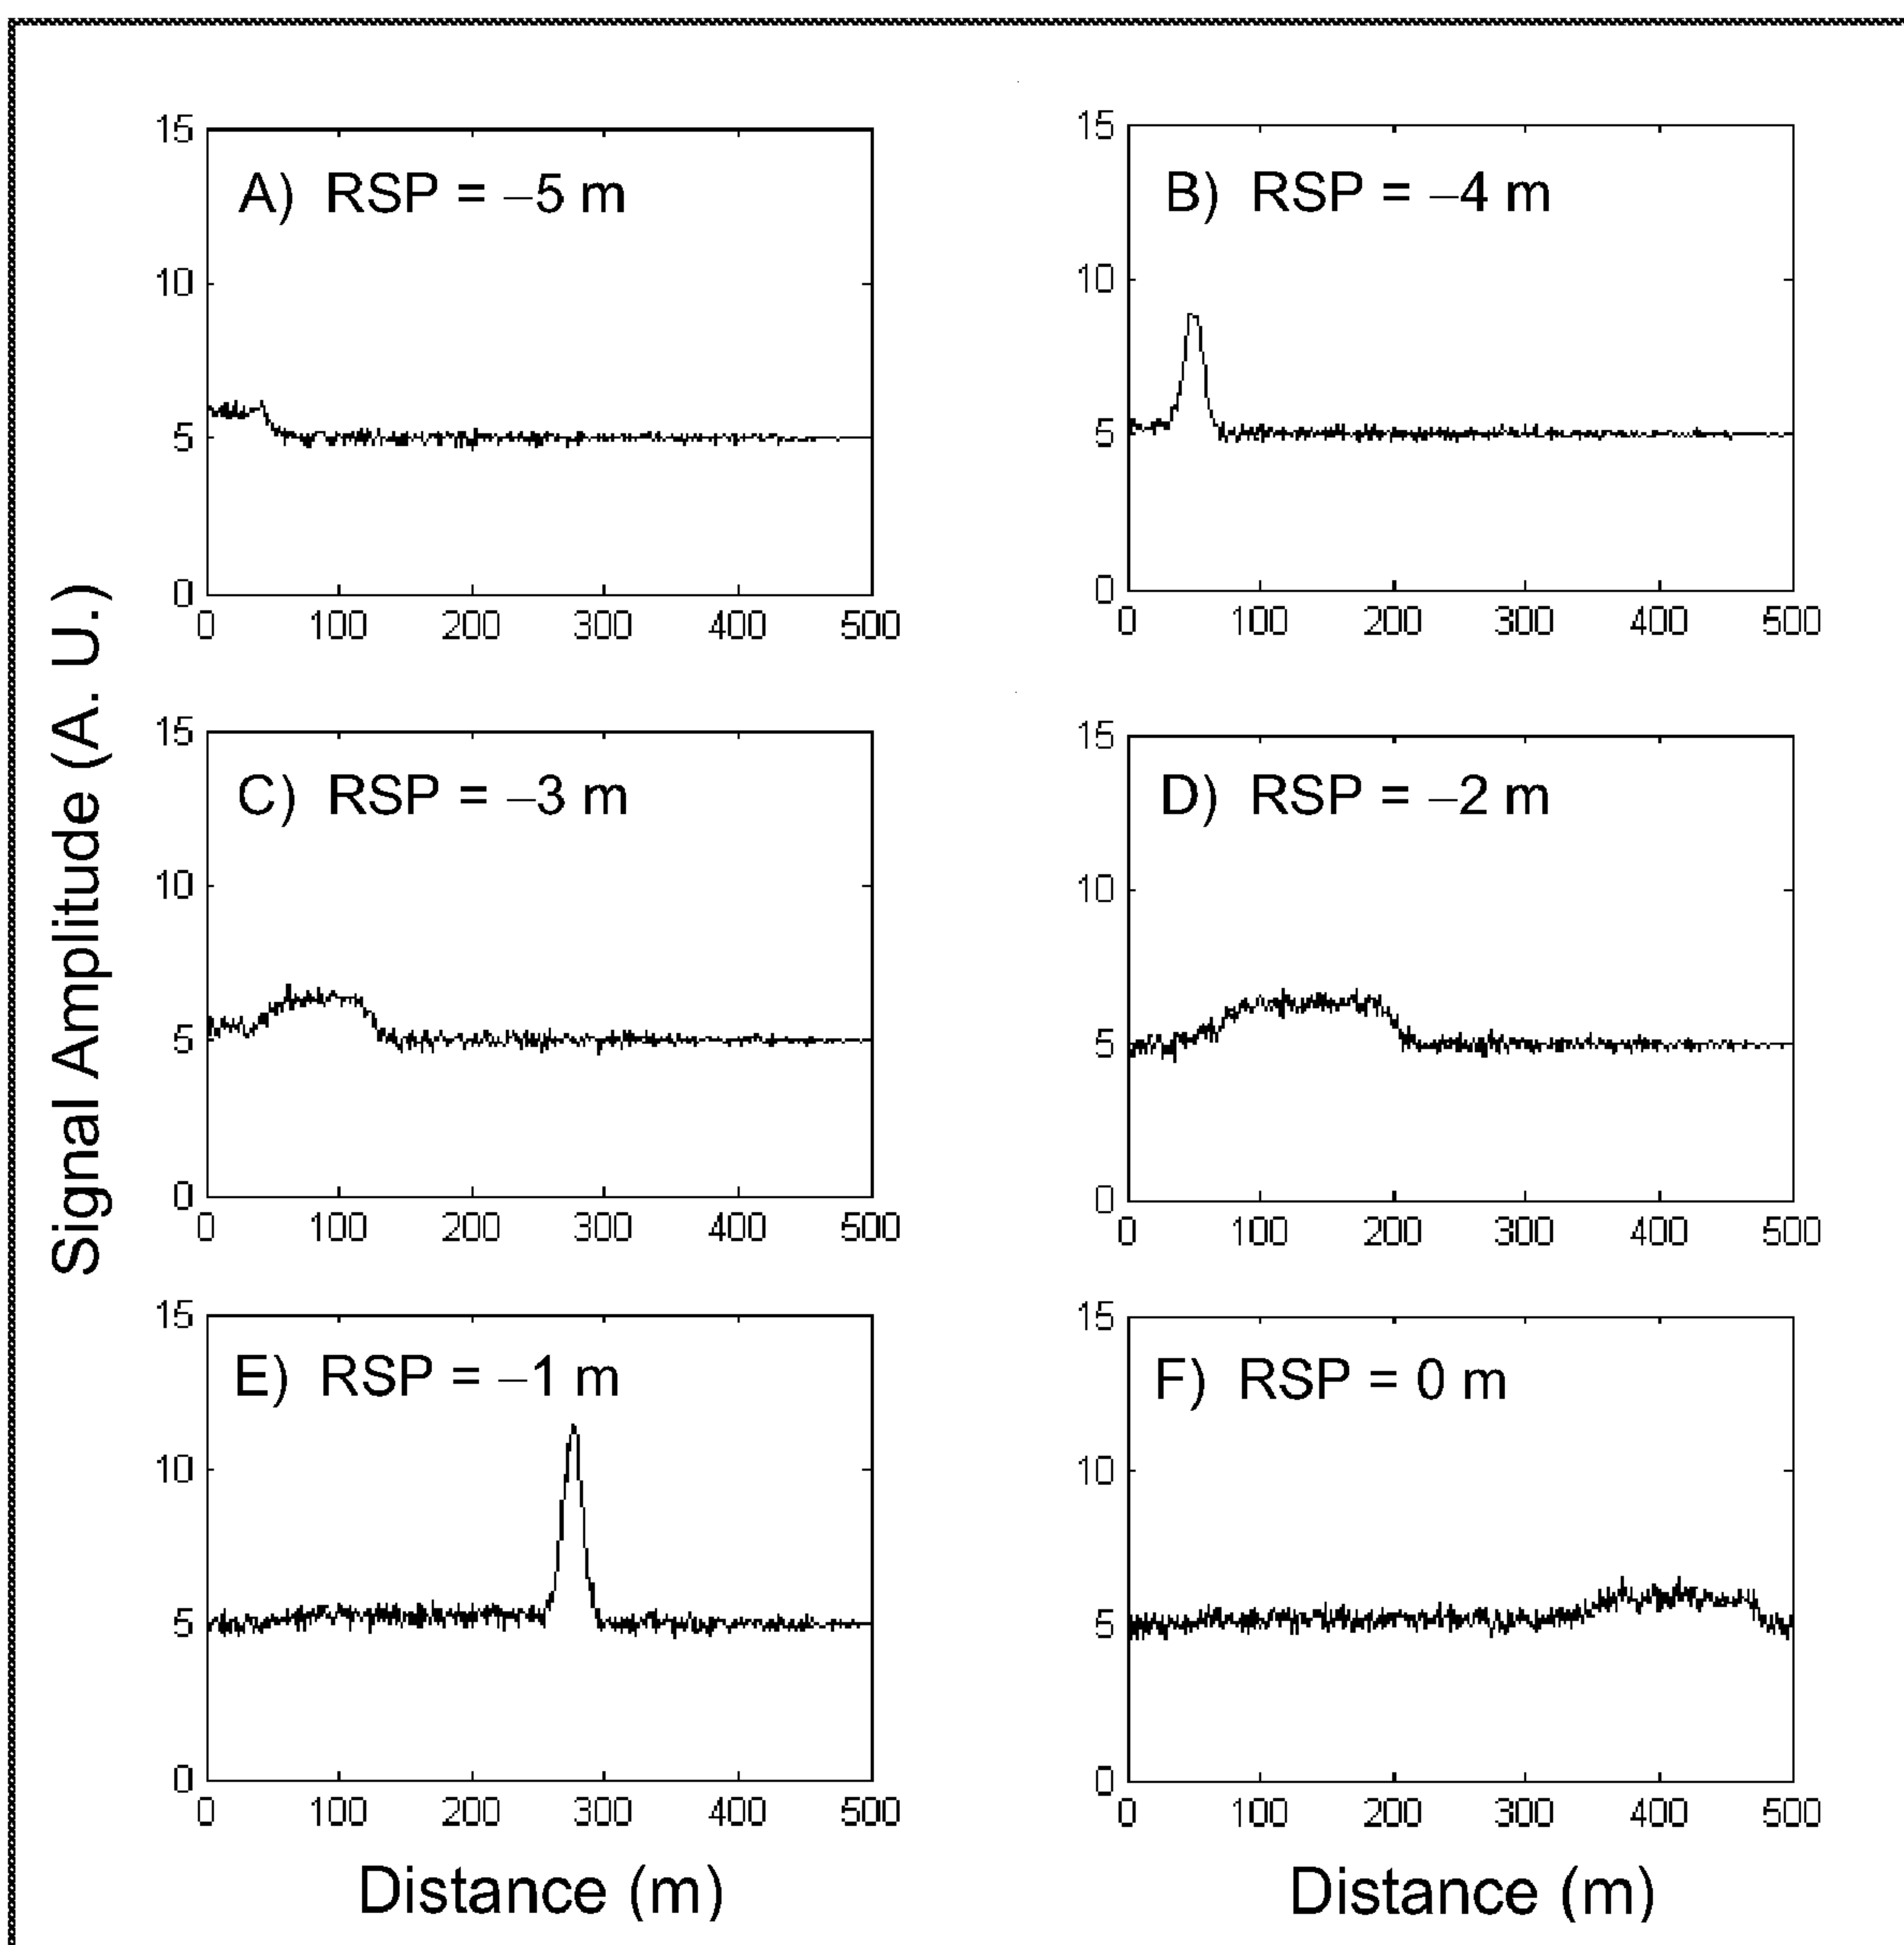 Signal Amplitude (A. U.)
15
A) RSP = –5 m
10
5
0
0 100 200 300 400 500
15
B) RSP = –4 m
10
5
0
0 100 200 300 400 500
15
C) RSP = –3 m
10
5
0
0 100 200 300 400 500
15
D) RSP = –2 m
10
5
0
0 100 200 300 400 500
15
E) RSP = –1 m
10
5
0
0 100 200 300 400 500
Distance (m)
15
F) RSP = 0 m
10
5
0
0 100 200 300 400 500
Distance (m)